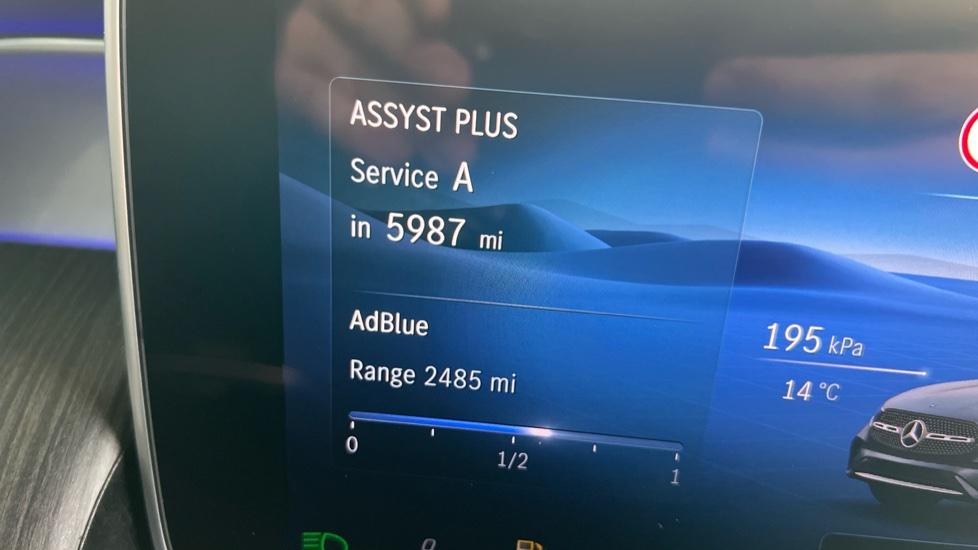 ASSYST PLUS
Service A
in 5987 mi
AdBlue
Range 2485 mi
0
1/2
1
195 kPa
14 °C